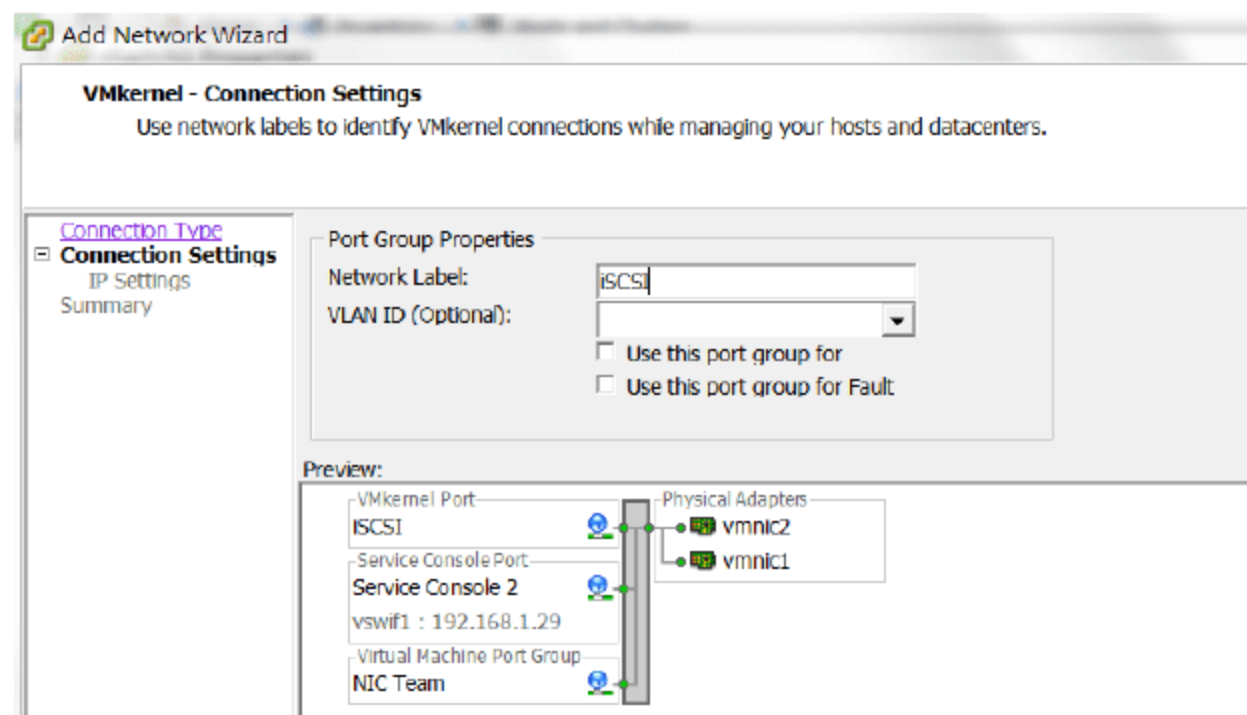 Add Network Wizard
VMkernel - Connection Settings
Use network labels to identify VMkernel connections while managing your hosts and datacenters.
Connection Type
Connection Settings
IP Settings
Summary
Port Group Properties
Network Label:
iSCSI
VLAN ID (Optional):
Use this port group for
Use this port group for Fault
Preview:
VMkernel Port
iSCSI
Service Console Port
Service Console 2
vswif1 : 192.168.1.29
Virtual Machine Port Group
NIC Team
Physical Adapters
vmnic2
vmnic1